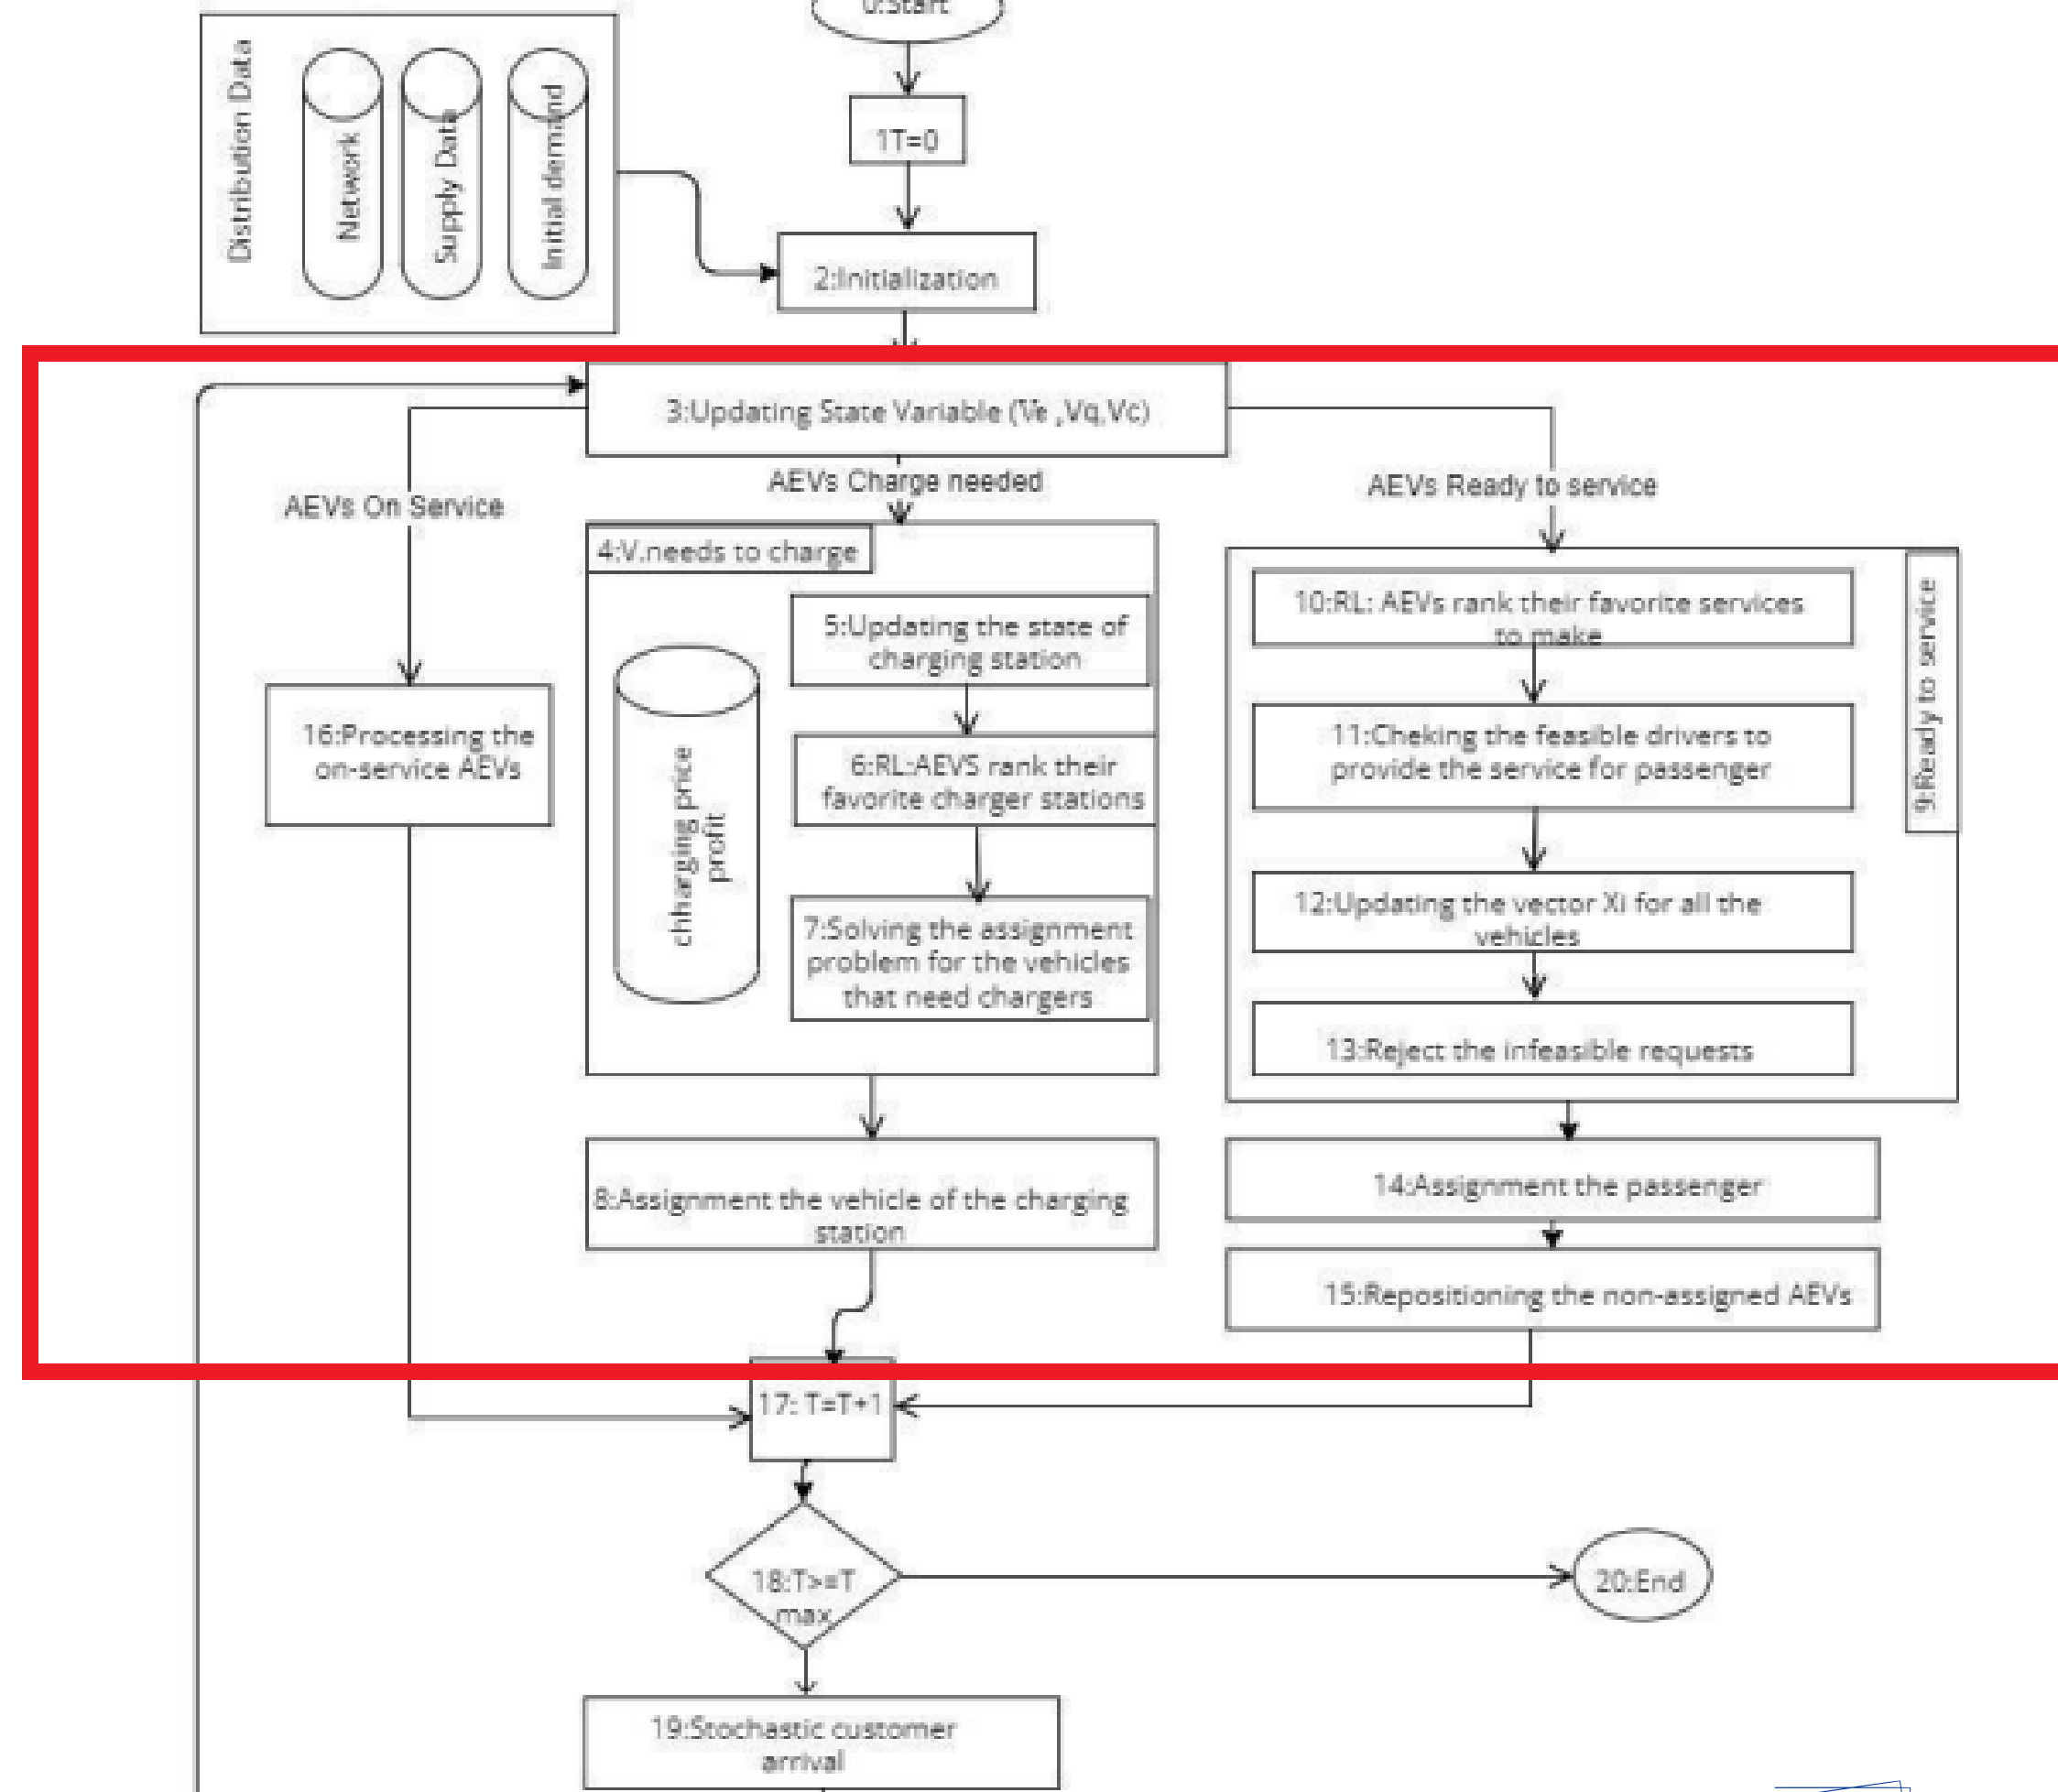 0:Start
Distribution Data
Network
Supply Data
Initial demand
1T=0
2:Initialization
3:Updating State Variable (Ve ,Vq,Vc)
AEVs On Service
AEVs Charge needed
AEVs Ready to service
4:V.needs to charge
5:Updating the state of
charging station
6:RL:AEVS rank their
favorite charger stations
7:Solving the assignment
problem for the vehicles
that need chargers
chharging price
profit
8:Assignment the vehicle of the charging
station
9:Ready to service
10:RL: AEVs rank their favorite services
to make
11:Cheking the feasible drivers to
provide the service for passenger
12:Updating the vector Xi for all the
vehicles
13:Reject the infeasible requests
14:Assignment the passenger
15:Repositioning the non-assigned AEVs
16:Processing the
on-service AEVs
17: T=T+1
18:T>=T
max
20:End
19:Stochastic customer
arrival